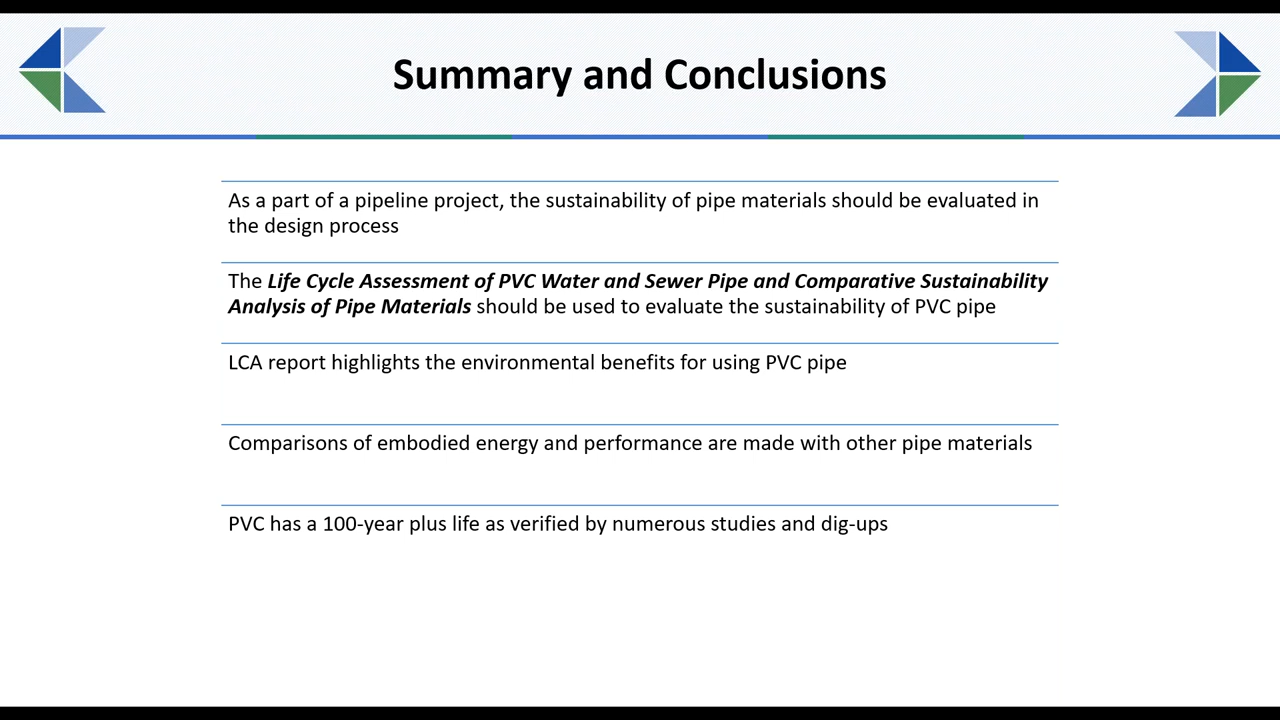 Summary and Conclusions
As a part of a pipeline project, the sustainability of pipe materials should be evaluated in
the design process
The Life Cycle Assessment of PVC Water and Sewer Pipe and Comparative Sustainability
Analysis of Pipe Materials should be used to evaluate the sustainability of PVC pipe
LCA report highlights the environmental benefits for using PVC pipe
Comparisons of embodied energy and performance are made with other pipe materials
PVC has a 100-year plus life as verified by numerous studies and dig-ups